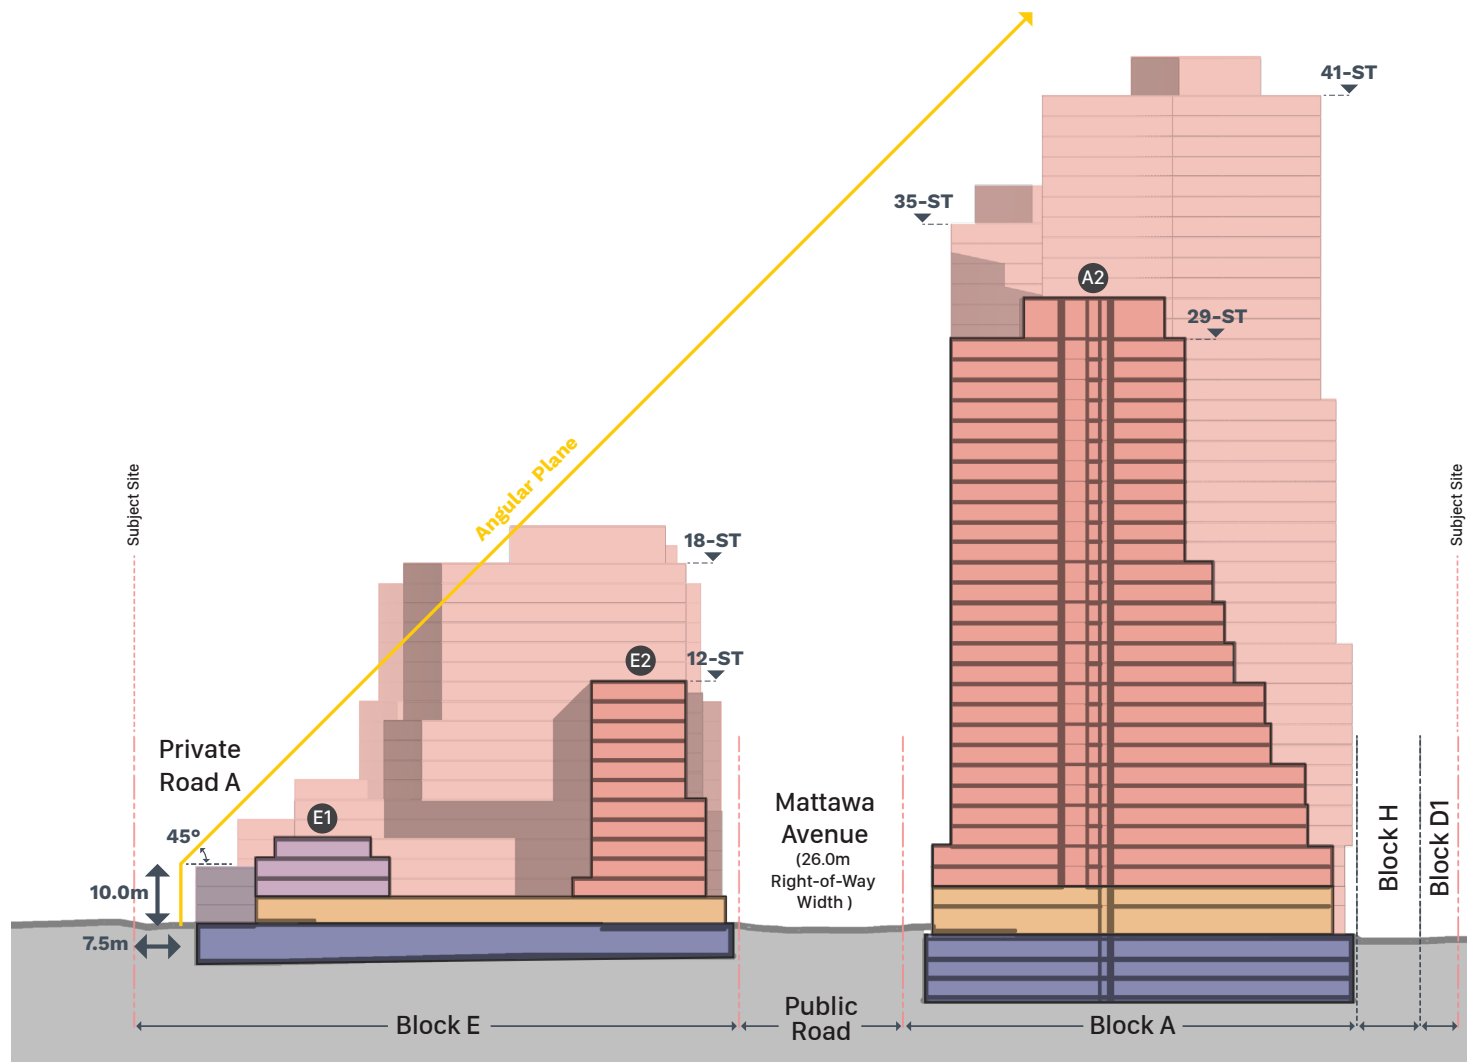 41-ST
35-ST
A2
29-ST
Angular Plane
Subject Site
Subject Site
18-ST
E2
12-ST
Private
Road A
E1
45°
10.0m
7.5m
Mattawa
Avenue
(26.0m
Right-of-Way
Width )
Block H
Block D1
Public
Road
Block E
Block A